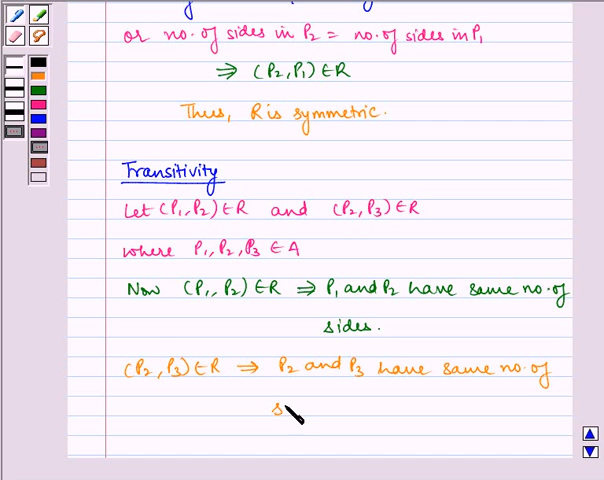 or no. of sides in P₂ = no. of sides in P₁
⇒ (P₂, P₁) ∈ R
Thus, R is symmetric.
Transitivity
Let (P₁, P₂) ∈ R and (P₂, P₃) ∈ R
where P₁, P₂, P₃ ∈ A
Now (P₁, P₂) ∈ R ⇒ P₁ and P₂ have same no. of
sides.
(P₂, P₃) ∈ R ⇒ P₂ and P₃ have same no. of
s